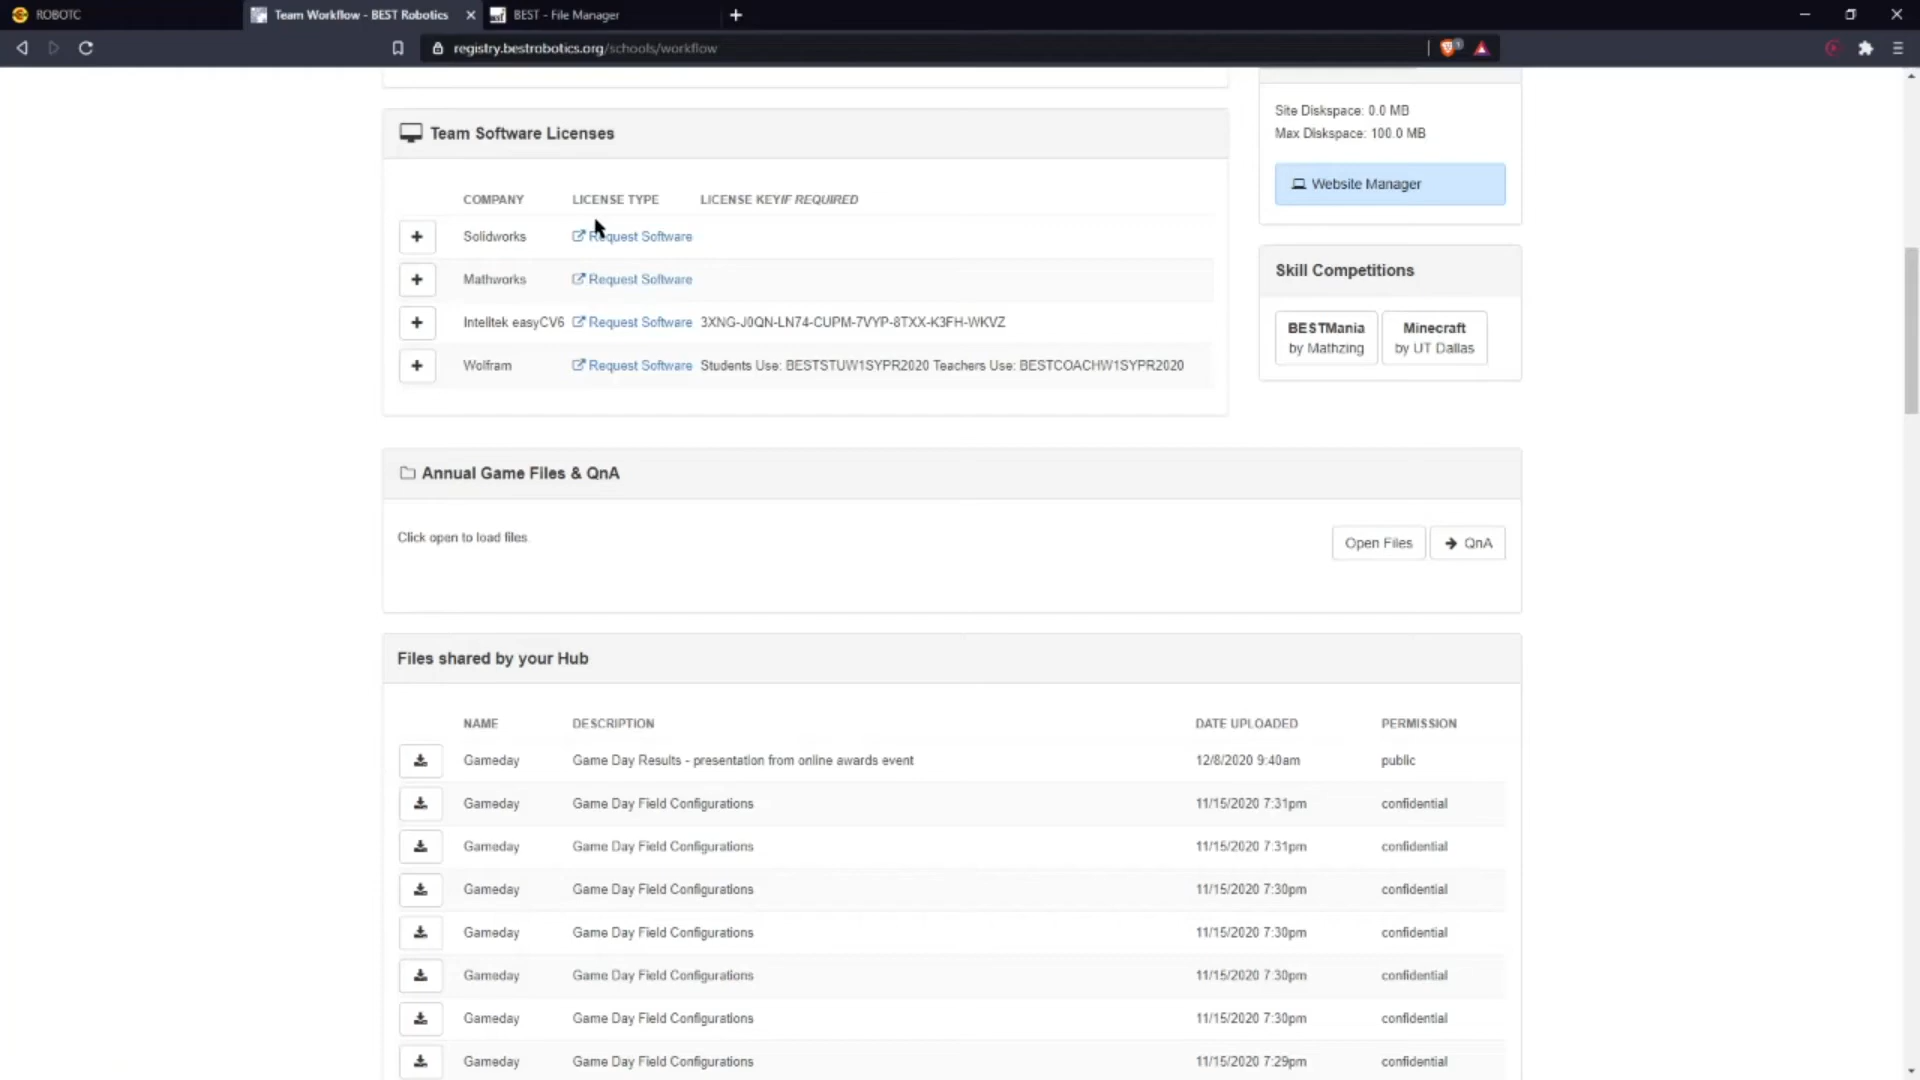 ROBOTC
Team Workflow - BEST Robotics
BEST - File Manager
registry.bestrobotics.org/schools/workflow
Team Software Licenses
COMPANY LICENSE TYPE LICENSE KEYIF REQUIRED
Solidworks Request Software
Mathworks Request Software
Intelltek easyCV6 Request Software 3XNG-J0QN-LN74-CUPM-7VYP-8TXX-K3FH-WKVZ
Wolfram Request Software Students Use: BESTSTUW1SYPR2020 Teachers Use: BESTCOACHW1SYPR2020
Site Diskspace: 0.0 MB
Max Diskspace: 100.0 MB
Website Manager
Skill Competitions
BESTMania
by Mathzing
Minecraft
by UT Dallas
Annual Game Files & QnA
Click open to load files
Open Files
QnA
Files shared by your Hub
NAME DESCRIPTION DATE UPLOADED PERMISSION
Gameday Game Day Results - presentation from online awards event 12/8/2020 9:40am public
Gameday Game Day Field Configurations 11/15/2020 7:31pm confidential
Gameday Game Day Field Configurations 11/15/2020 7:31pm confidential
Gameday Game Day Field Configurations 11/15/2020 7:30pm confidential
Gameday Game Day Field Configurations 11/15/2020 7:30pm confidential
Gameday Game Day Field Configurations 11/15/2020 7:30pm confidential
Gameday Game Day Field Configurations 11/15/2020 7:30pm confidential
Gameday Game Day Field Configurations 11/15/2020 7:29pm confidential